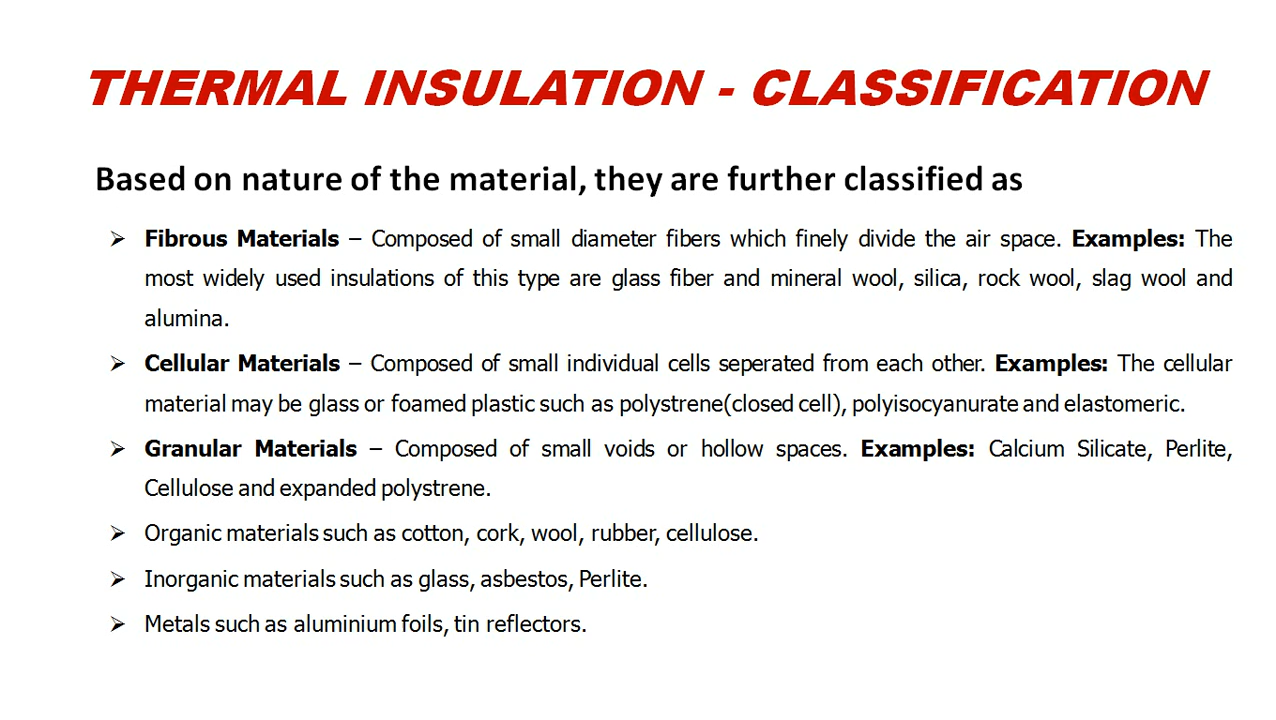 THERMAL INSULATION - CLASSIFICATION
Based on nature of the material, they are further classified as
➢ Fibrous Materials – Composed of small diameter fibers which finely divide the air space. Examples: The
most widely used insulations of this type are glass fiber and mineral wool, silica, rock wool, slag wool and
alumina.
➢ Cellular Materials – Composed of small individual cells seperated from each other. Examples: The cellular
material may be glass or foamed plastic such as polystrene(closed cell), polyisocyanurate and elastomeric.
➢ Granular Materials – Composed of small voids or hollow spaces. Examples: Calcium Silicate, Perlite,
Cellulose and expanded polystrene.
➢ Organic materials such as cotton, cork, wool, rubber, cellulose.
➢ Inorganic materials such as glass, asbestos, Perlite.
➢ Metals such as aluminium foils, tin reflectors.